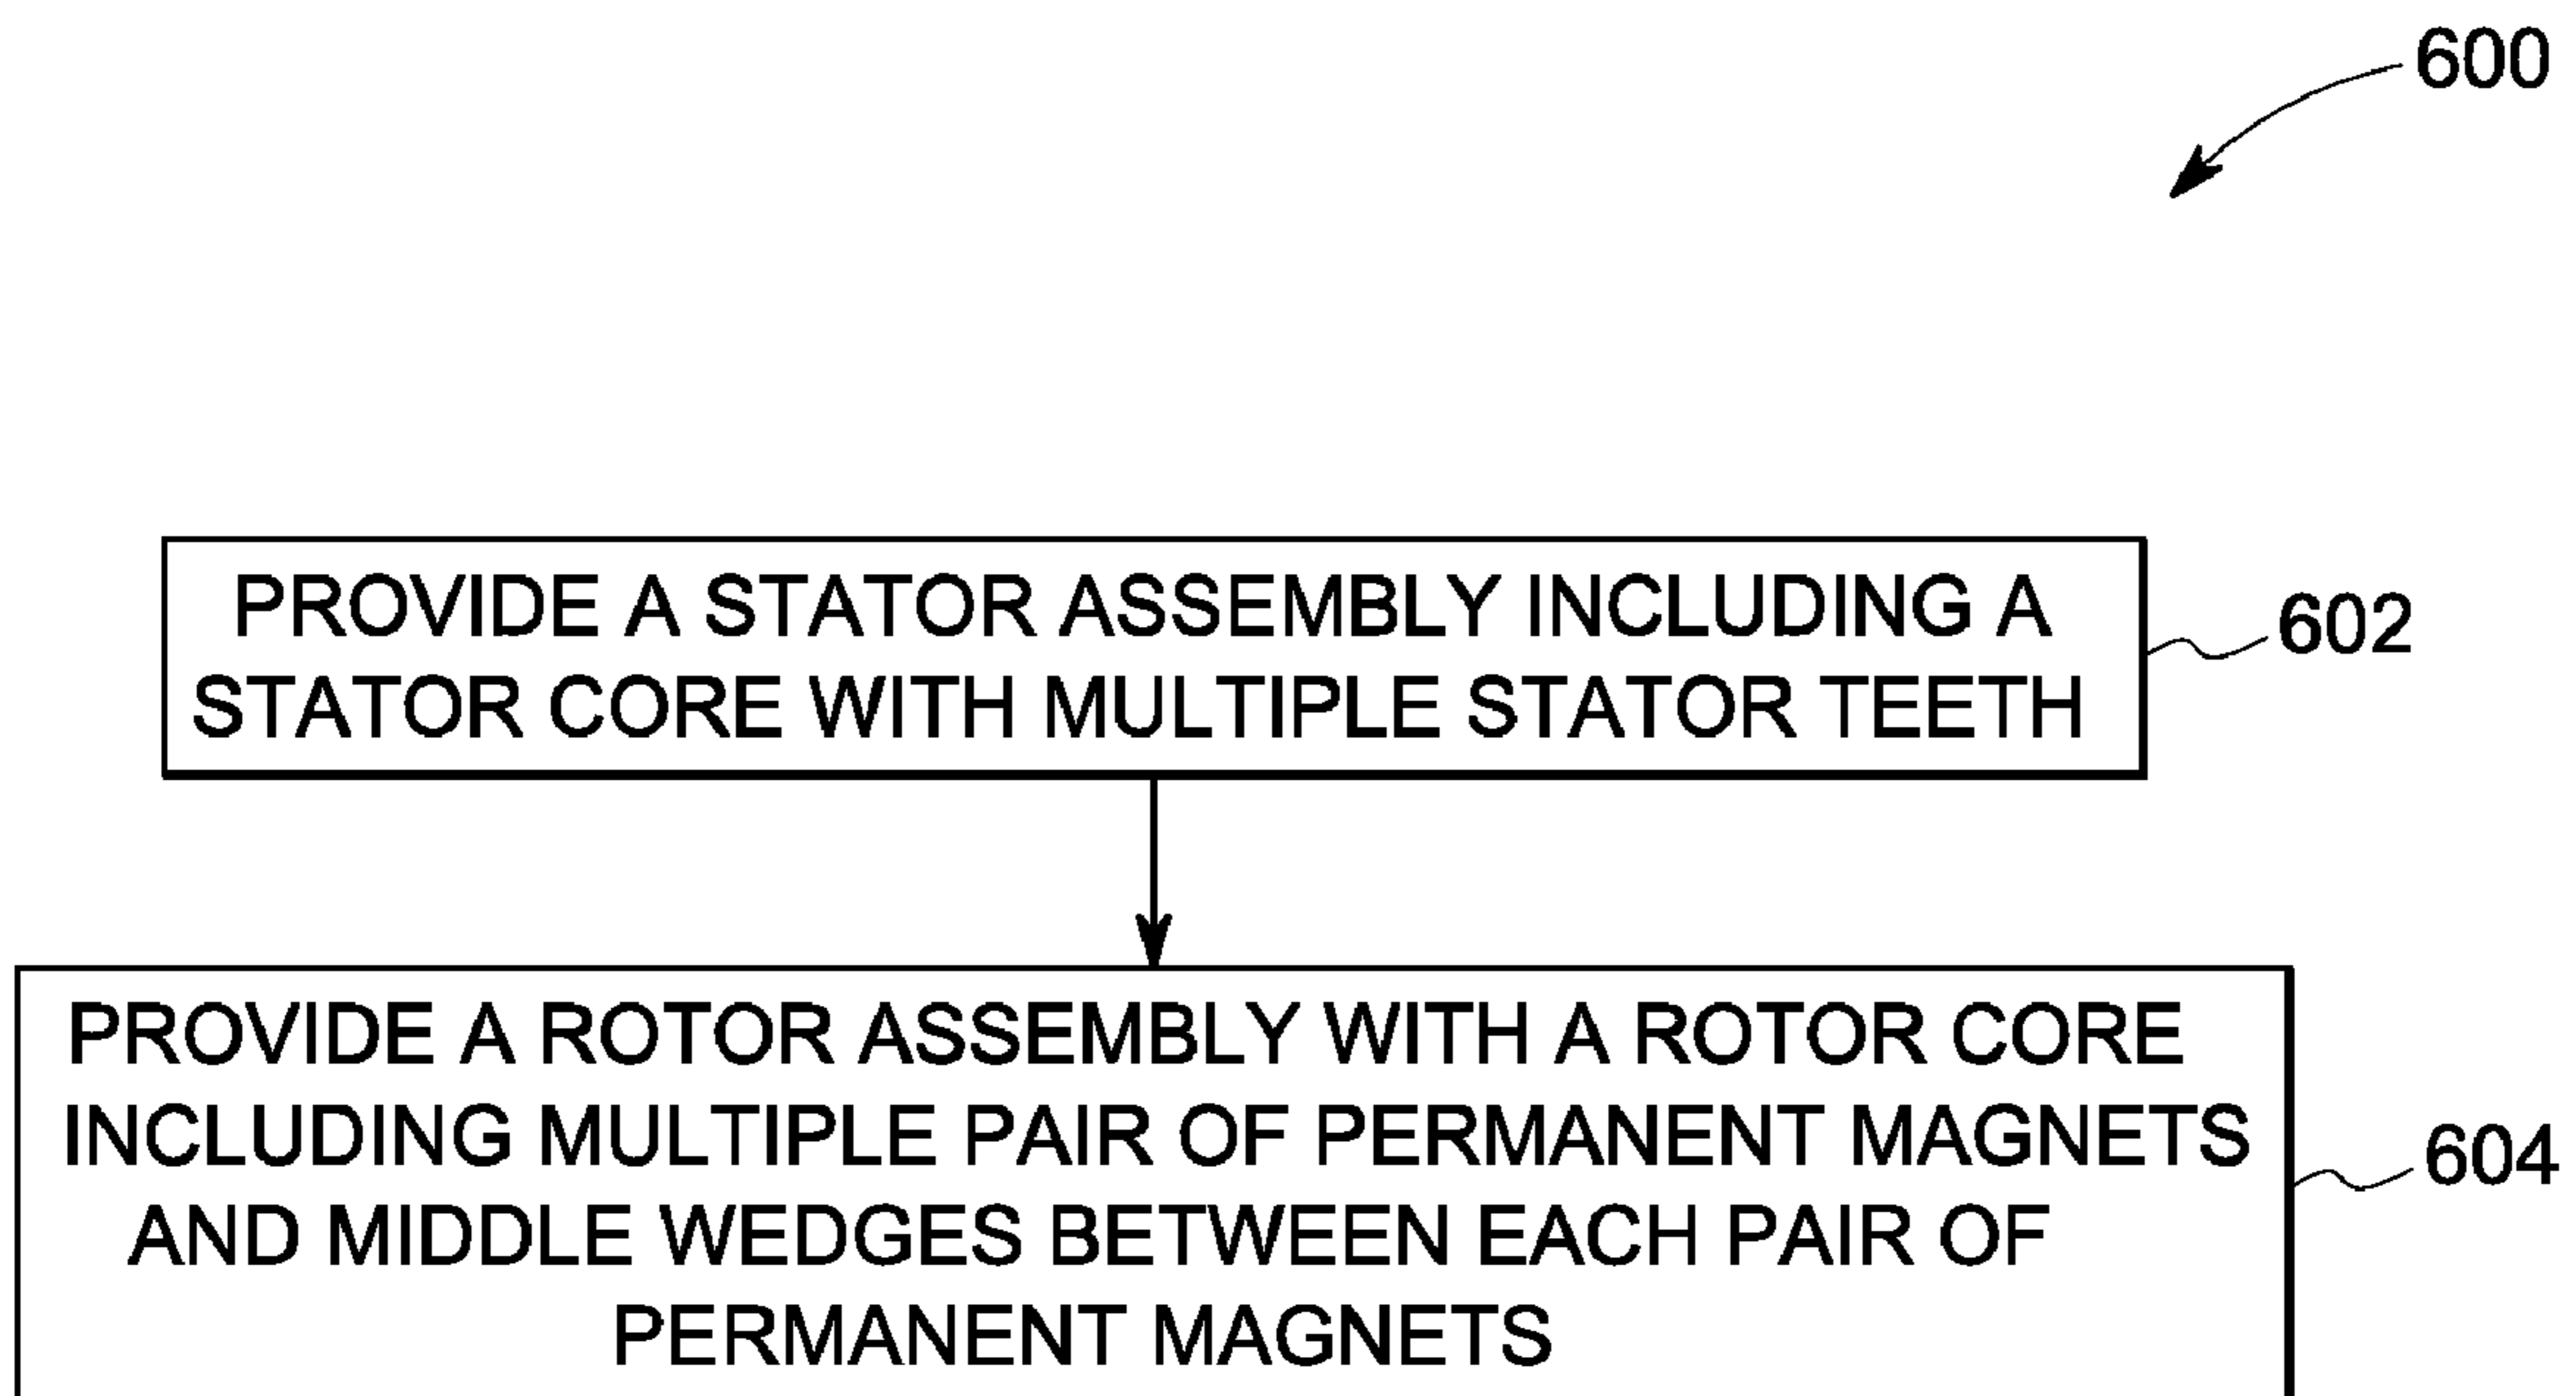 600
PROVIDE A STATOR ASSEMBLY INCLUDING A
STATOR CORE WITH MULTIPLE STATOR TEETH
602
PROVIDE A ROTOR ASSEMBLY WITH A ROTOR CORE
INCLUDING MULTIPLE PAIR OF PERMANENT MAGNETS
AND MIDDLE WEDGES BETWEEN EACH PAIR OF
PERMANENT MAGNETS
604